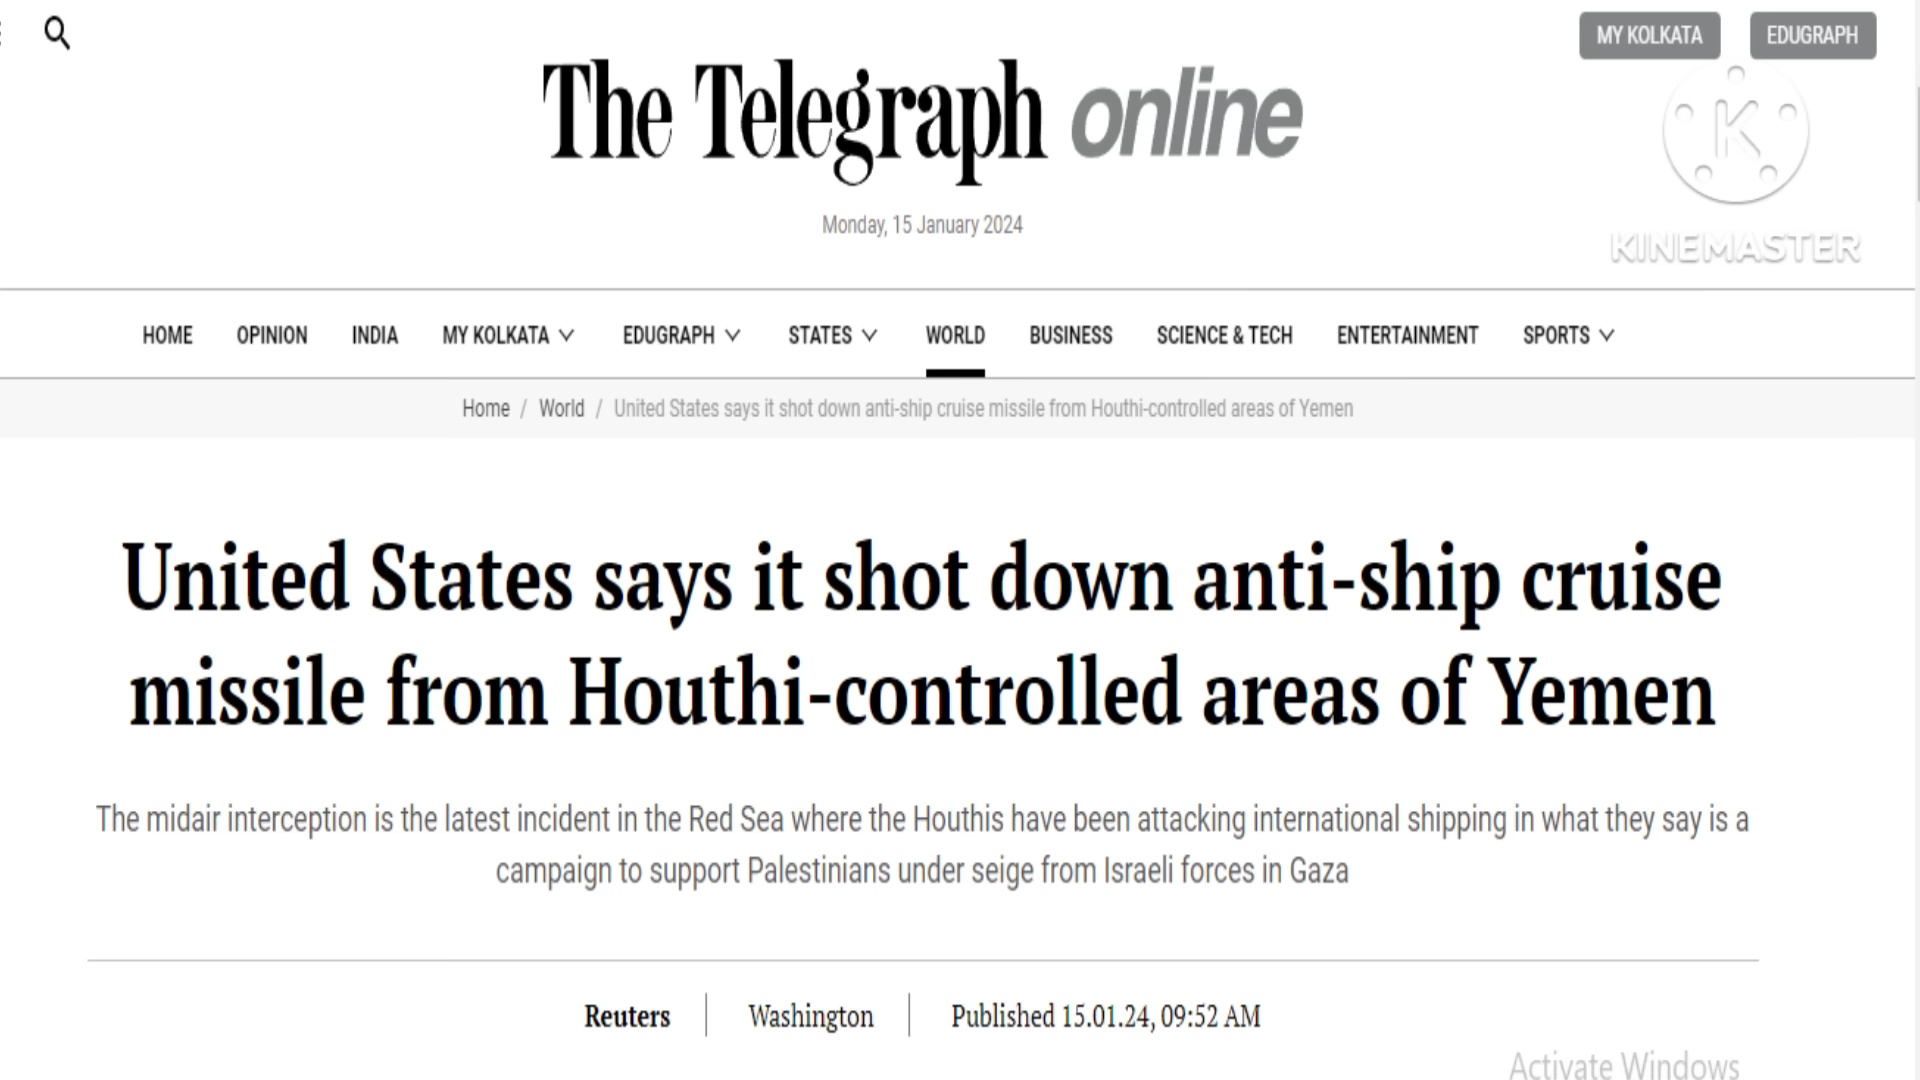 MY KOLKATA EDUGRAPH
The Telegraph online
K
Monday, 15 January 2024
KINEMASTER
HOME OPINION INDIA MY KOLKATA EDUGRAPH STATES WORLD BUSINESS SCIENCE & TECH ENTERTAINMENT SPORTS
Home / World / United States says it shot down anti-ship cruise missile from Houthi-controlled areas of Yemen
United States says it shot down anti-ship cruise
missile from Houthi-controlled areas of Yemen
The midair interception is the latest incident in the Red Sea where the Houthis have been attacking international shipping in what they say is a
campaign to support Palestinians under seige from Israeli forces in Gaza
Reuters Washington Published 15.01.24, 09:52 AM
Activate Windows